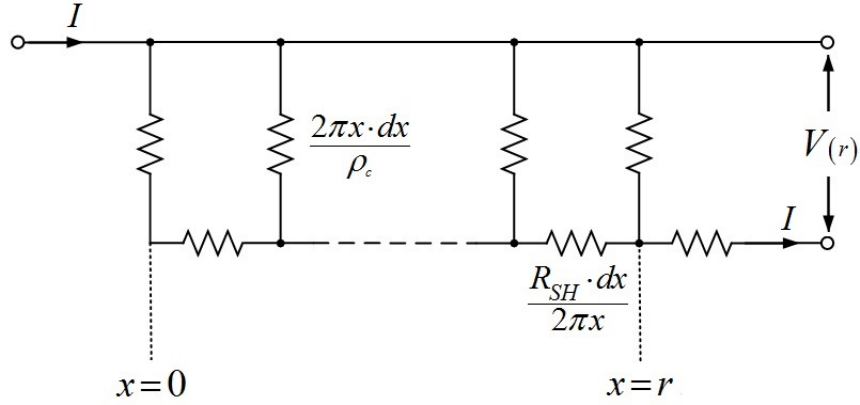 I
2πx·dx
ρc
V(r)
I
RSH·dx
2πx
x=0
x=r